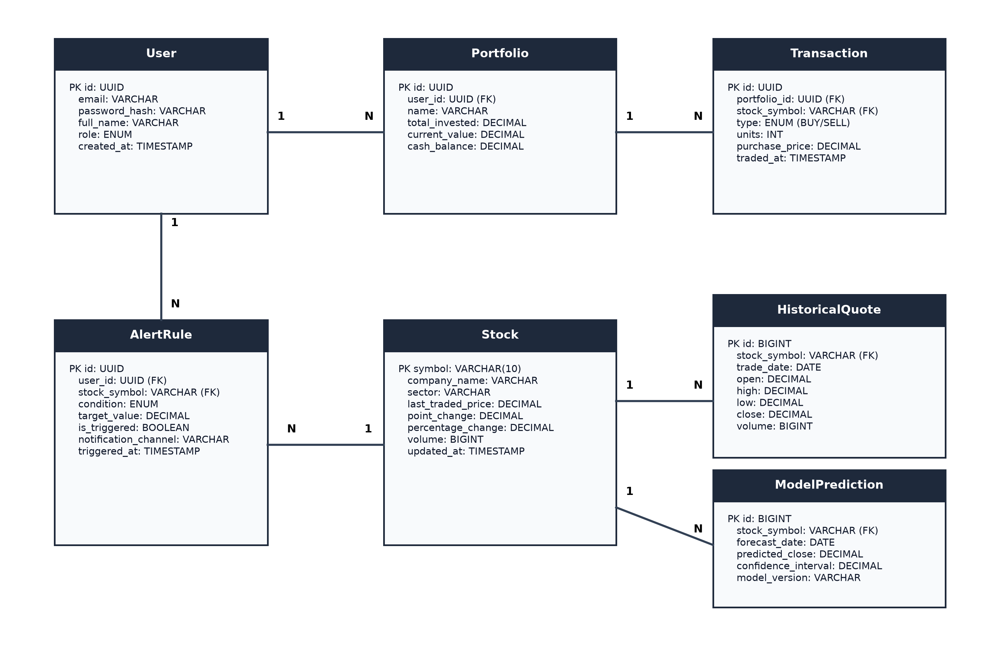 User
PK id: UUID
email: VARCHAR
password_hash: VARCHAR
full_name: VARCHAR
role: ENUM
created_at: TIMESTAMP
1
N
Portfolio
PK id: UUID
user_id: UUID (FK)
name: VARCHAR
total_invested: DECIMAL
current_value: DECIMAL
cash_balance: DECIMAL
1
N
Transaction
PK id: UUID
portfolio_id: UUID (FK)
stock_symbol: VARCHAR (FK)
type: ENUM (BUY/SELL)
units: INT
purchase_price: DECIMAL
traded_at: TIMESTAMP
1
N
AlertRule
PK id: UUID
user_id: UUID (FK)
stock_symbol: VARCHAR (FK)
condition: ENUM
target_value: DECIMAL
is_triggered: BOOLEAN
notification_channel: VARCHAR
triggered_at: TIMESTAMP
N
1
Stock
PK symbol: VARCHAR(10)
company_name: VARCHAR
sector: VARCHAR
last_traded_price: DECIMAL
point_change: DECIMAL
percentage_change: DECIMAL
volume: BIGINT
updated_at: TIMESTAMP
1
N
HistoricalQuote
PK id: BIGINT
stock_symbol: VARCHAR (FK)
trade_date: DATE
open: DECIMAL
high: DECIMAL
low: DECIMAL
close: DECIMAL
volume: BIGINT
1
N
ModelPrediction
PK id: BIGINT
stock_symbol: VARCHAR (FK)
forecast_date: DATE
predicted_close: DECIMAL
confidence_interval: DECIMAL
model_version: VARCHAR